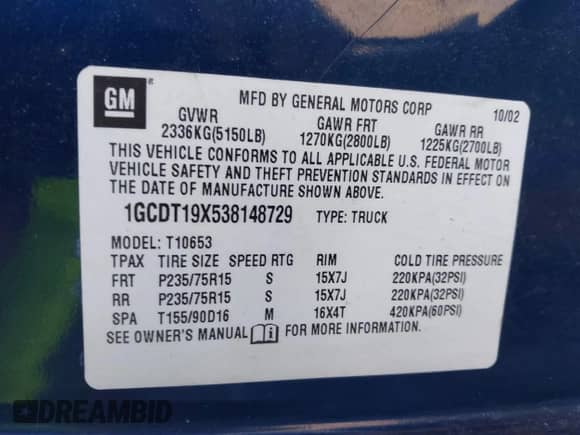 GM ® MFD BY GENERAL MOTORS CORP 10/02
GVWR GAWR FRT GAWR RR
2336KG(5150LB) 1270KG(2800LB) 1225KG(2700LB)
THIS VEHICLE CONFORMS TO ALL APPLICABLE U.S. FEDERAL MOTOR
VEHICLE SAFETY AND THEFT PREVENTION STANDARDS IN EFFECT ON
THE DATE OF MANUFACTURE SHOWN ABOVE.
1GCDT19X538148729 TYPE: TRUCK
MODEL: T10653
TPAX TIRE SIZE SPEED RTG RIM COLD TIRE PRESSURE
FRT P235/75R15 S 15X7J 220KPA(32PSI)
RR P235/75R15 S 15X7J 220KPA(32PSI)
SPA T155/90D16 M 16X4T 420KPA(60PSI)
SEE OWNER'S MANUAL FOR MORE INFORMATION.
DREAMBID